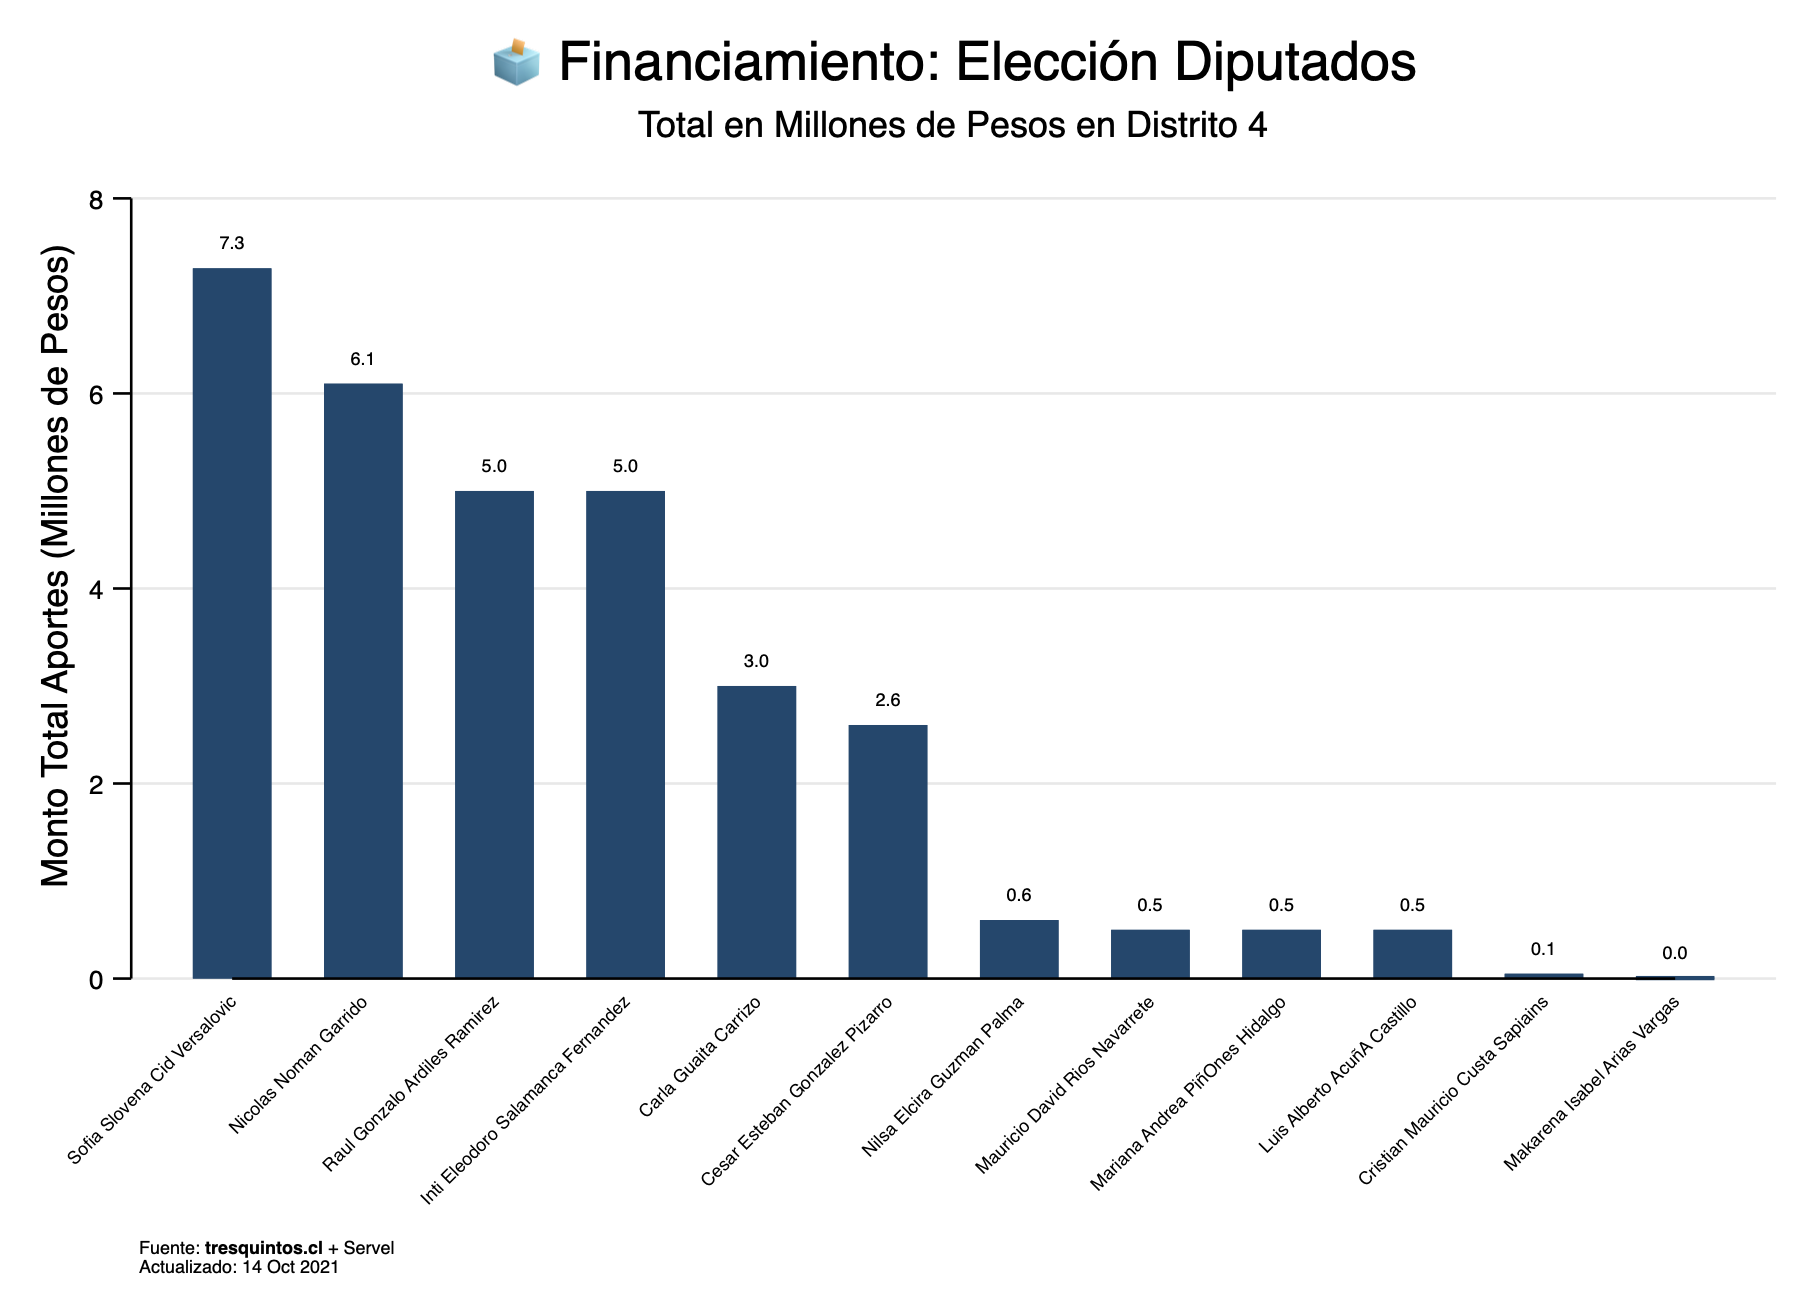 Financiamiento: Elección Diputados
Total en Millones de Pesos en Distrito 4
Monto Total Aportes (Millones de Pesos)
8
6
4
2
0
7.3
6.1
5.0
5.0
3.0
2.6
0.6
0.5
0.5
0.5
0.1
0.0
Sofia Slovena Cid Versalovic
Nicolas Noman Garrido
Raul Gonzalo Ardiles Ramirez
Inti Eleodoro Salamanca Fernandez
Carla Guaita Carrizo
Cesar Esteban Gonzalez Pizarro
Nilsa Elcira Guzman Palma
Mauricio David Rios Navarrete
Mariana Andrea PiñOnes Hidalgo
Luis Alberto AcuñA Castillo
Cristian Mauricio Custa Sapiains
Makarena Isabel Arias Vargas
Fuente: tresquintos.cl + Servel
Actualizado: 14 Oct 2021